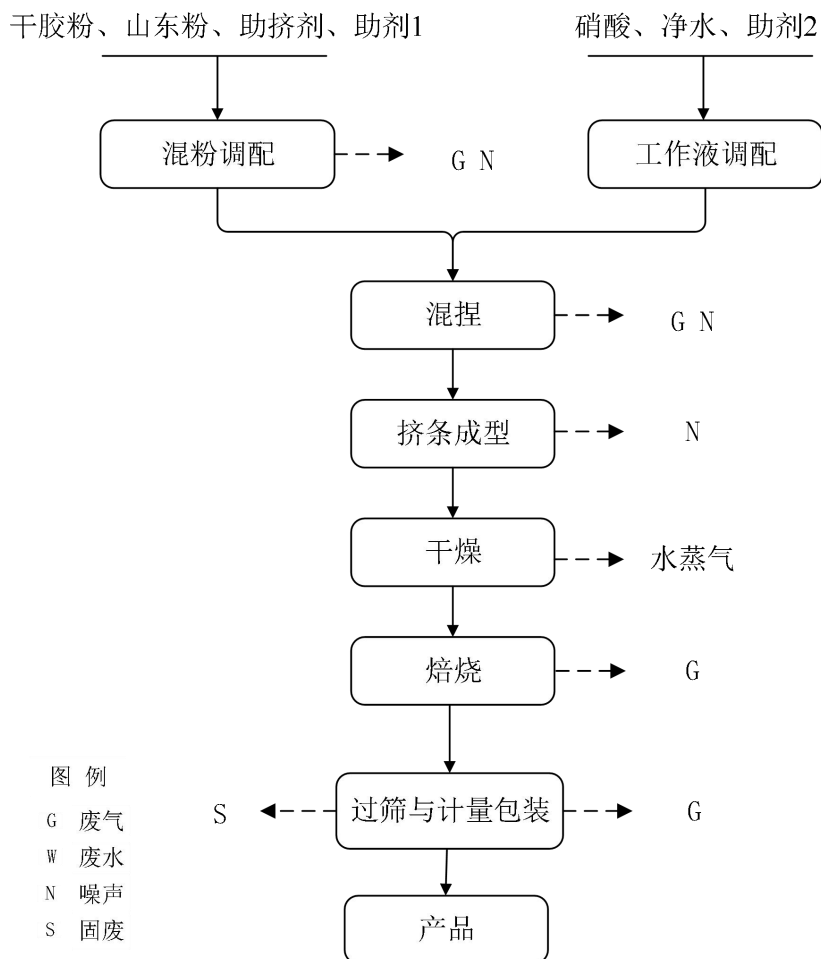 干胶粉、山东粉、助挤剂、助剂1
硝酸、净水、助剂2
混粉调配
G N
工作液调配
混捏
G N
挤条成型
N
干燥
水蒸气
焙烧
G
S
过筛与计量包装
G
产品
图 例
G 废气
W 废水
N 噪声
S 固废